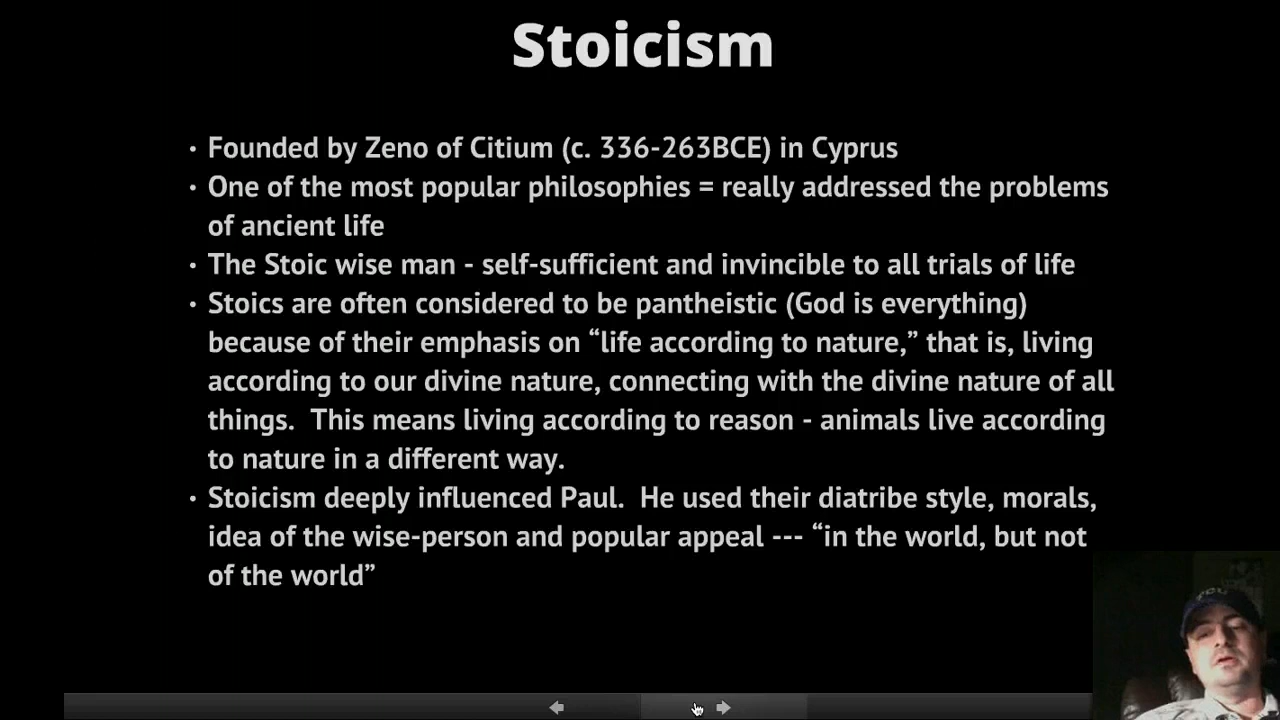 Stoicism
• Founded by Zeno of Citium (c. 336-263BCE) in Cyprus
• One of the most popular philosophies = really addressed the problems
of ancient life
• The Stoic wise man - self-sufficient and invincible to all trials of life
• Stoics are often considered to be pantheistic (God is everything)
because of their emphasis on “life according to nature,” that is, living
according to our divine nature, connecting with the divine nature of all
things.  This means living according to reason - animals live according
to nature in a different way.
• Stoicism deeply influenced Paul.  He used their diatribe style, morals,
idea of the wise-person and popular appeal --- “in the world, but not
of the world”